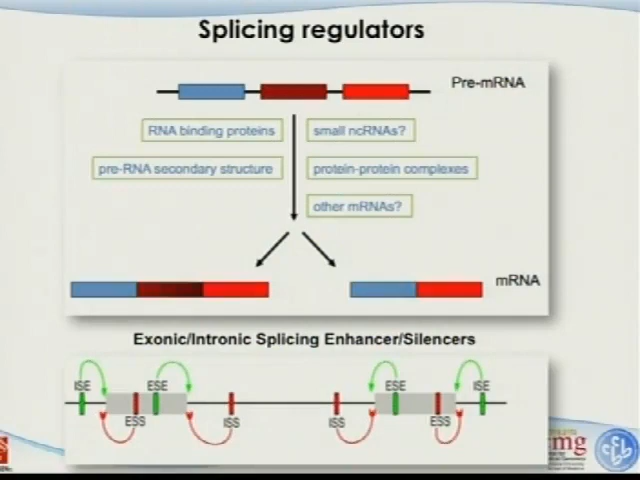 Splicing regulators
Pre-mRNA
RNA binding proteins
small ncRNAs?
pre-RNA secondary structure
protein-protein complexes
other mRNAs?
mRNA
Exonic/Intronic Splicing Enhancer/Silencers
ISE ESE ESE ISE
ESS ISS ISS ESS
mg